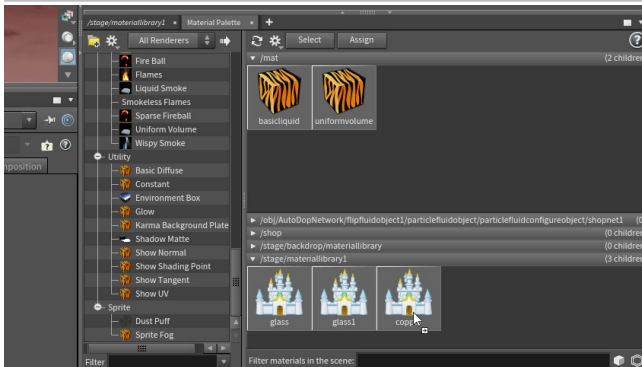 /stage/materiallibrary1
Material Palette
All Renderers
Select
Assign
Fire Ball
Flames
Liquid Smoke
Smokeless Flames
Sparse Fireball
Uniform Volume
Wispy Smoke
Utility
Basic Diffuse
Constant
Environment Box
Glow
Karma Background Plate
Shadow Matte
Show Normal
Show Shading Point
Show Tangent
Show UV
Sprite
Dust Puff
Sprite Fog
Filter
/mat
(2 children
basicliquid
uniformvolume
/obj/AutoDopNetwork/flipfluidobject1/particlefluidobject/particlefluidconfigureobject/shopnet1 (0
/shop
(0 children
/stage/backdrop/materiallibrary
(0 children
/stage/materiallibrary1
(3 children
glass
glass1
Filter materials in the scene: